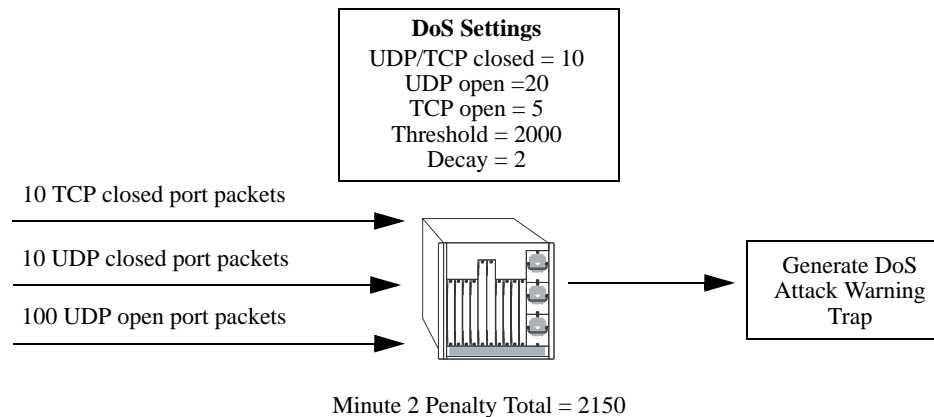 DoS Settings
UDP/TCP closed = 10
UDP open =20
TCP open = 5
Threshold = 2000
Decay = 2
10 TCP closed port packets
10 UDP closed port packets
100 UDP open port packets
Generate DoS
Attack Warning
Trap
Minute 2 Penalty Total = 2150